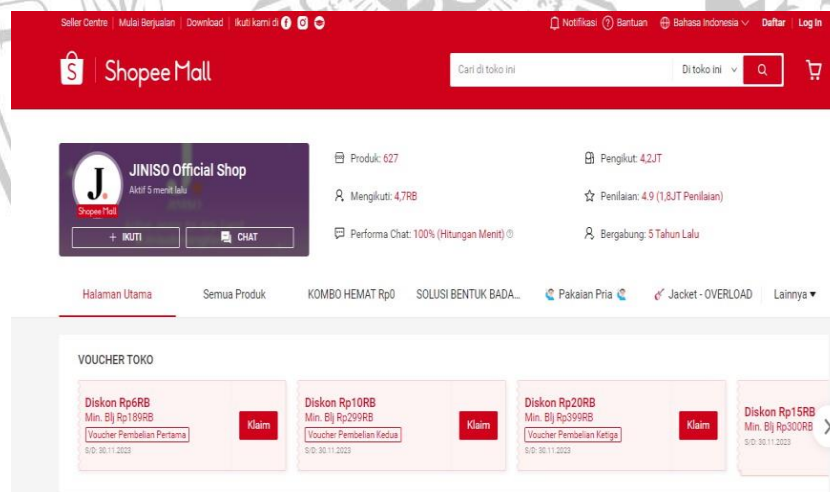 Seller Centre | Mulai Berjualan | Download | Ikuti kami di
Notifikasi Bantuan Bahasa Indonesia Daftar | Log In
Shopee Mall
Cari di toko ini Di toko ini
JINISO Official Shop
Aktif 5 menit lalu
J.
Shopee Mall
+ IKUTI CHAT
Produk: 627
Pengikut: 4,2JT
Mengikuti: 4,7RB
Penilaian: 4.9 (1,8JT Penilaian)
Performa Chat: 100% (Hitungan Menit)
Bergabung: 5 Tahun Lalu
Halaman Utama Semua Produk KOMBO HEMAT Rp0 SOLUSI BENTUK BADA... Pakaian Pria Jacket - OVERLOAD Lainnya
VOUCHER TOKO
Diskon Rp6RB
Min. Blj Rp189RB
Voucher Pembelian Pertama
S/D: 30.11.2023
Klaim
Diskon Rp10RB
Min. Blj Rp299RB
Voucher Pembelian Kedua
S/D: 30.11.2023
Klaim
Diskon Rp20RB
Min. Blj Rp399RB
Voucher Pembelian Ketiga
S/D: 30.11.2023
Klaim
Diskon Rp15RB
Min. Blj Rp300RB
S/D: 30.11.2023